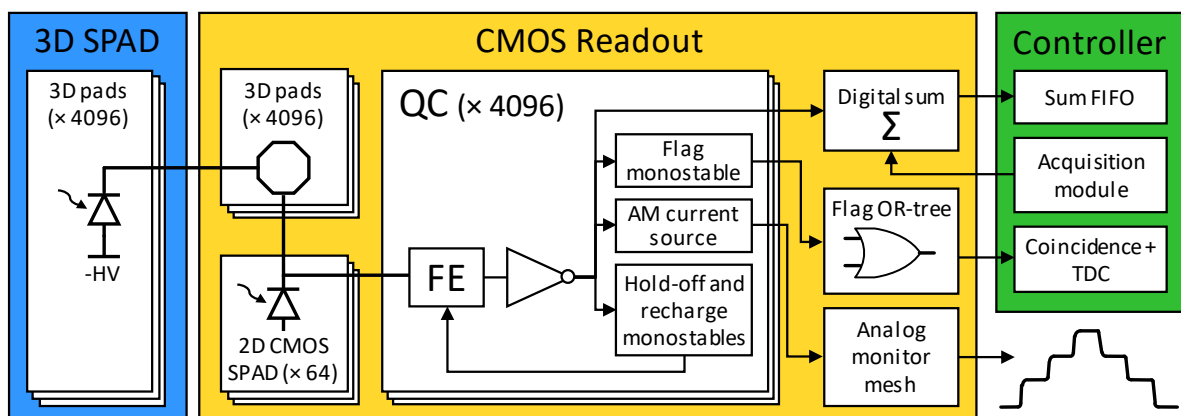 3D SPAD
3D pads
(× 4096)
-HV
CMOS Readout
3D pads
(× 4096)
2D CMOS
SPAD (× 64)
QC (× 4096)
FE
Flag
monostable
AM current
source
Hold-off and
recharge
monostables
Digital sum
Σ
Flag OR-tree
Analog
monitor
mesh
Controller
Sum FIFO
Acquisition
module
Coincidence +
TDC